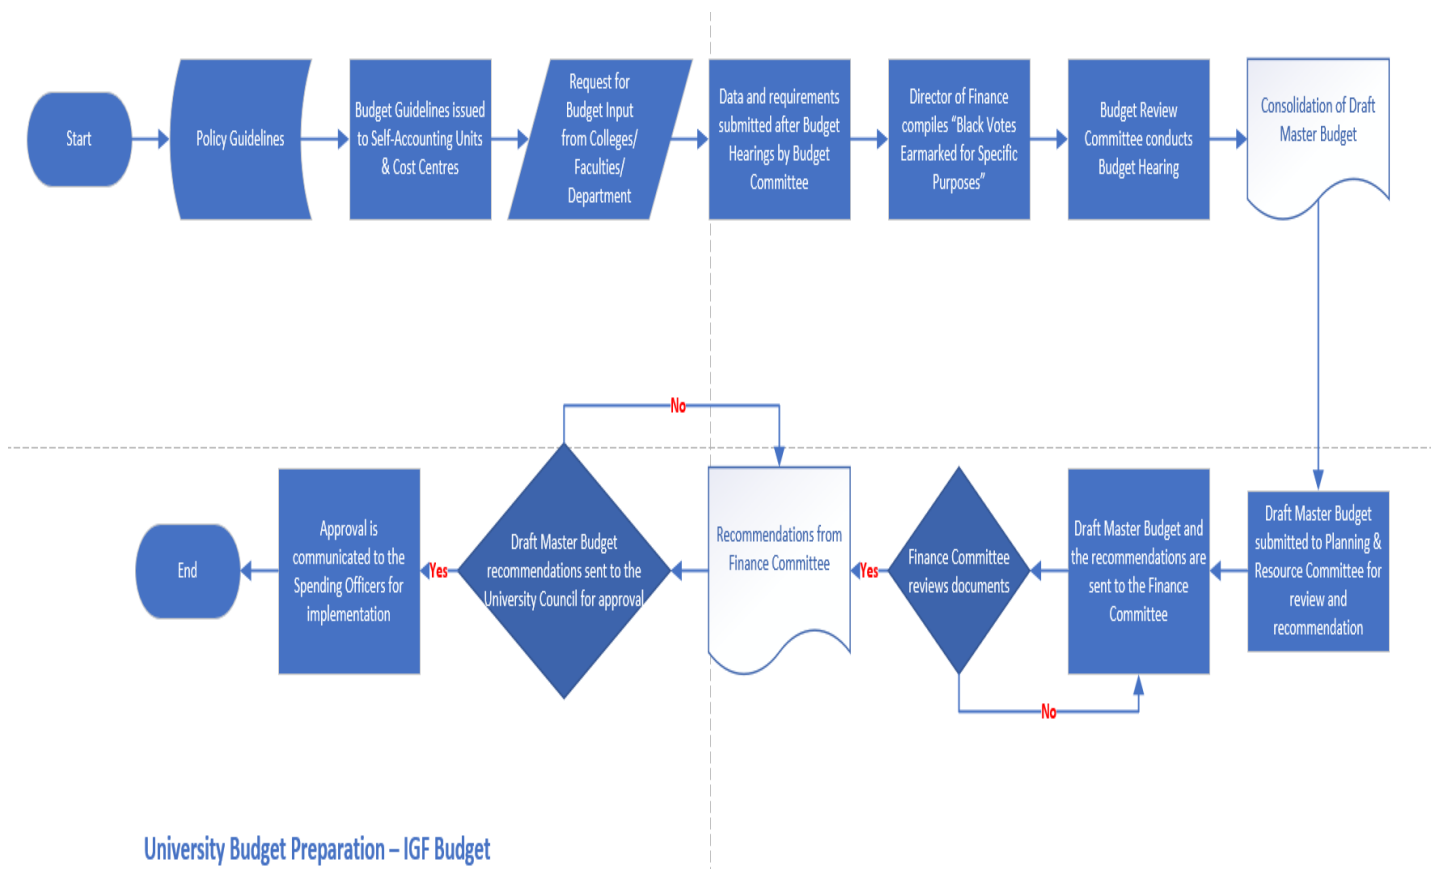 Start
Policy Guidelines
Budget Guidelines issued
to Self-Accounting Units
& Cost Centres
Request for
Budget Input
from Colleges/
Faculties/
Department
Data and requirements
submitted after Budget
Hearings by Budget
Committee
Director of Finance
compiles “Black Votes
Earmarked for Specific
Purposes”
Budget Review
Committee conducts
Budget Hearing
Consolidation of Draft
Master Budget
Draft Master Budget
submitted to Planning &
Resource Committee for
review and
recommendation
Draft Master Budget and
the recommendations are
sent to the Finance
Committee
Finance Committee
reviews documents
No
Yes
Recommendations from
Finance Committee
Draft Master Budget
recommendations sent to the
University Council for approval
No
Yes
Approval is
communicated to the
Spending Officers for
implementation
End
University Budget Preparation – IGF Budget